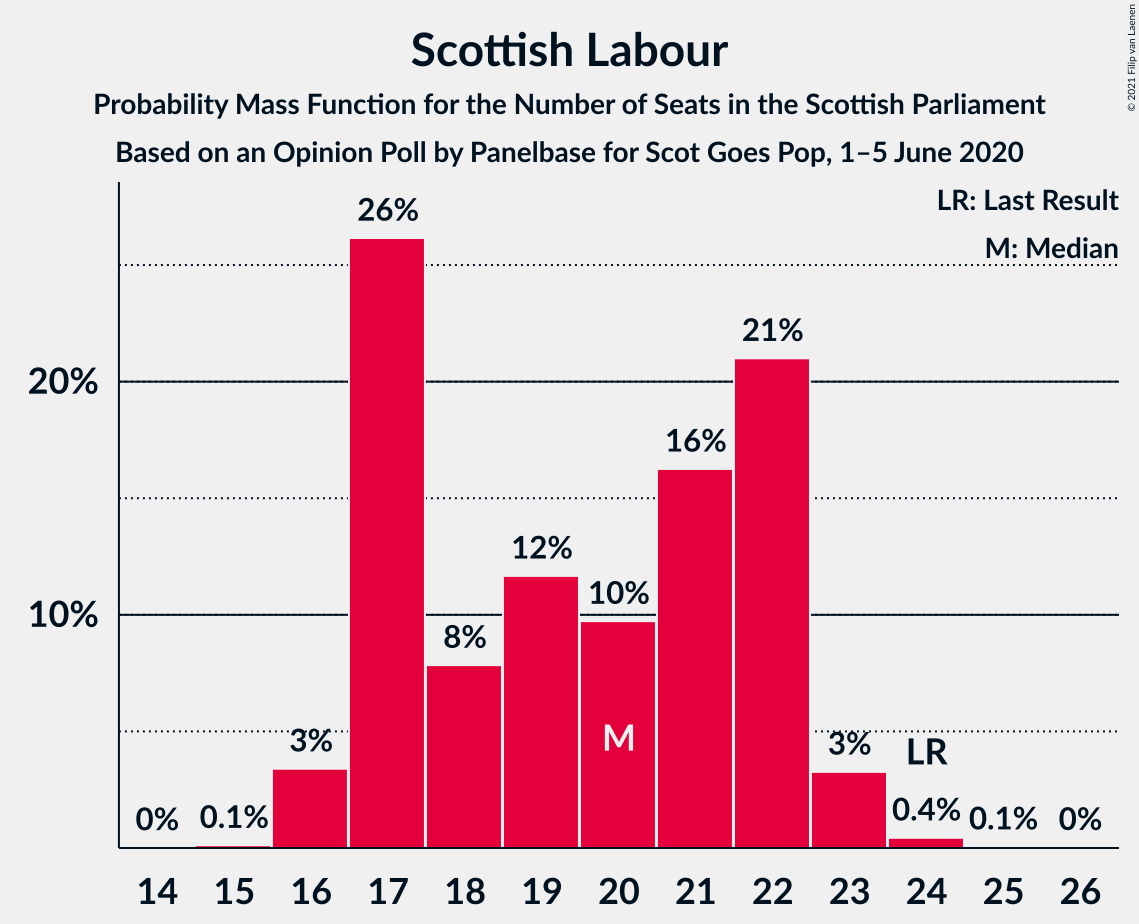 Scottish Labour
Probability Mass Function for the Number of Seats in the Scottish Parliament
Based on an Opinion Poll by Panelbase for Scot Goes Pop, 1–5 June 2020
© 2021 Filip van Laenen
LR: Last Result
M: Median
26%
21%
20%
16%
12%
10%
10%
8%
M
3%
3%
LR
0%
0.1%
0.4%
0.1%
0%
14 15 16 17 18 19 20 21 22 23 24 25 26